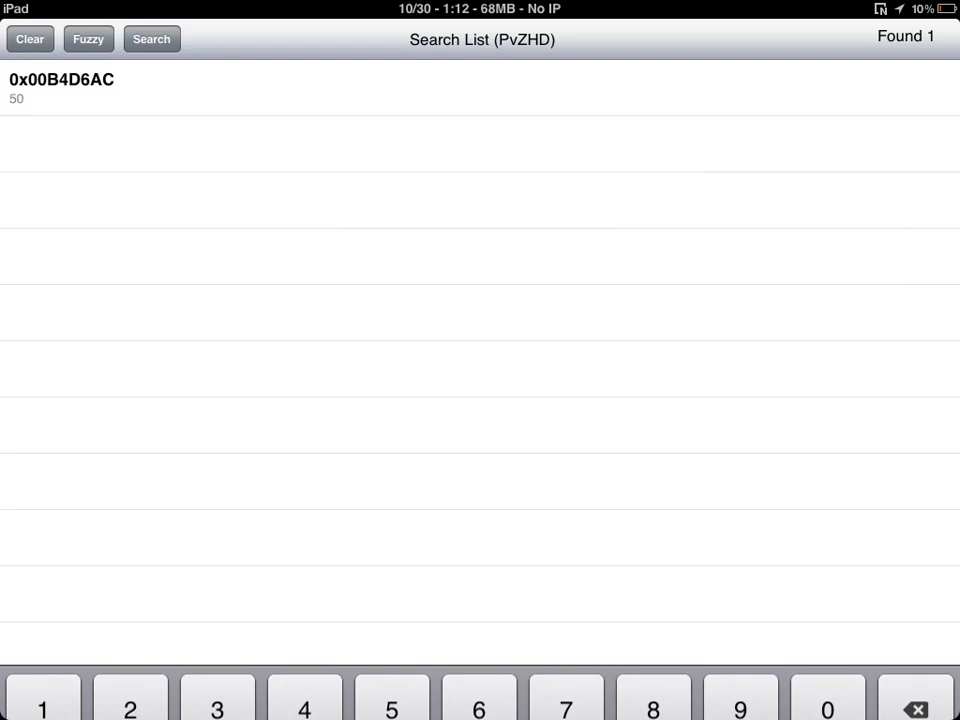 iPad 10/30 - 1:12 - 68MB - No IP N 10%
Clear Fuzzy Search Search List (PvZHD) Found 1
0x00B4D6AC
50
1 2 3 4 5 6 7 8 9 0